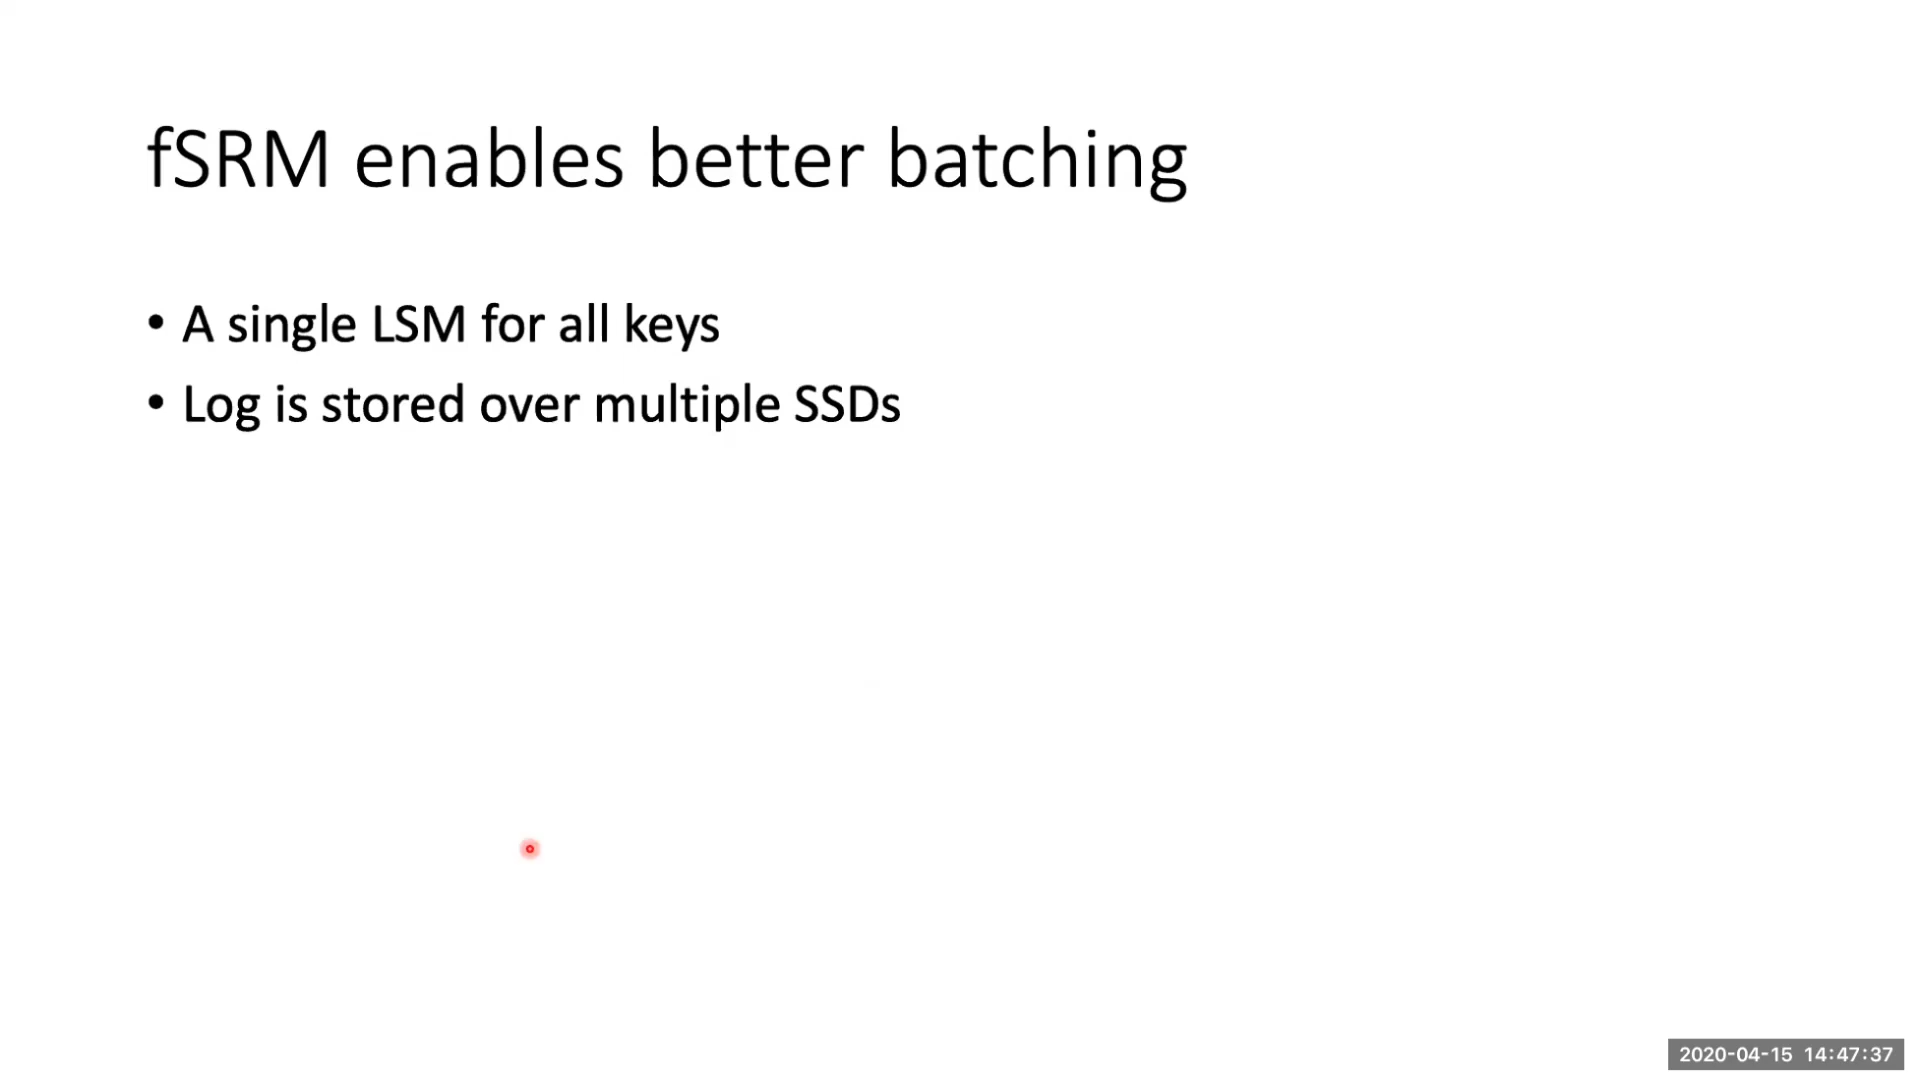 fSRM enables better batching
• A single LSM for all keys
• Log is stored over multiple SSDs
2020-04-15 14:47:37